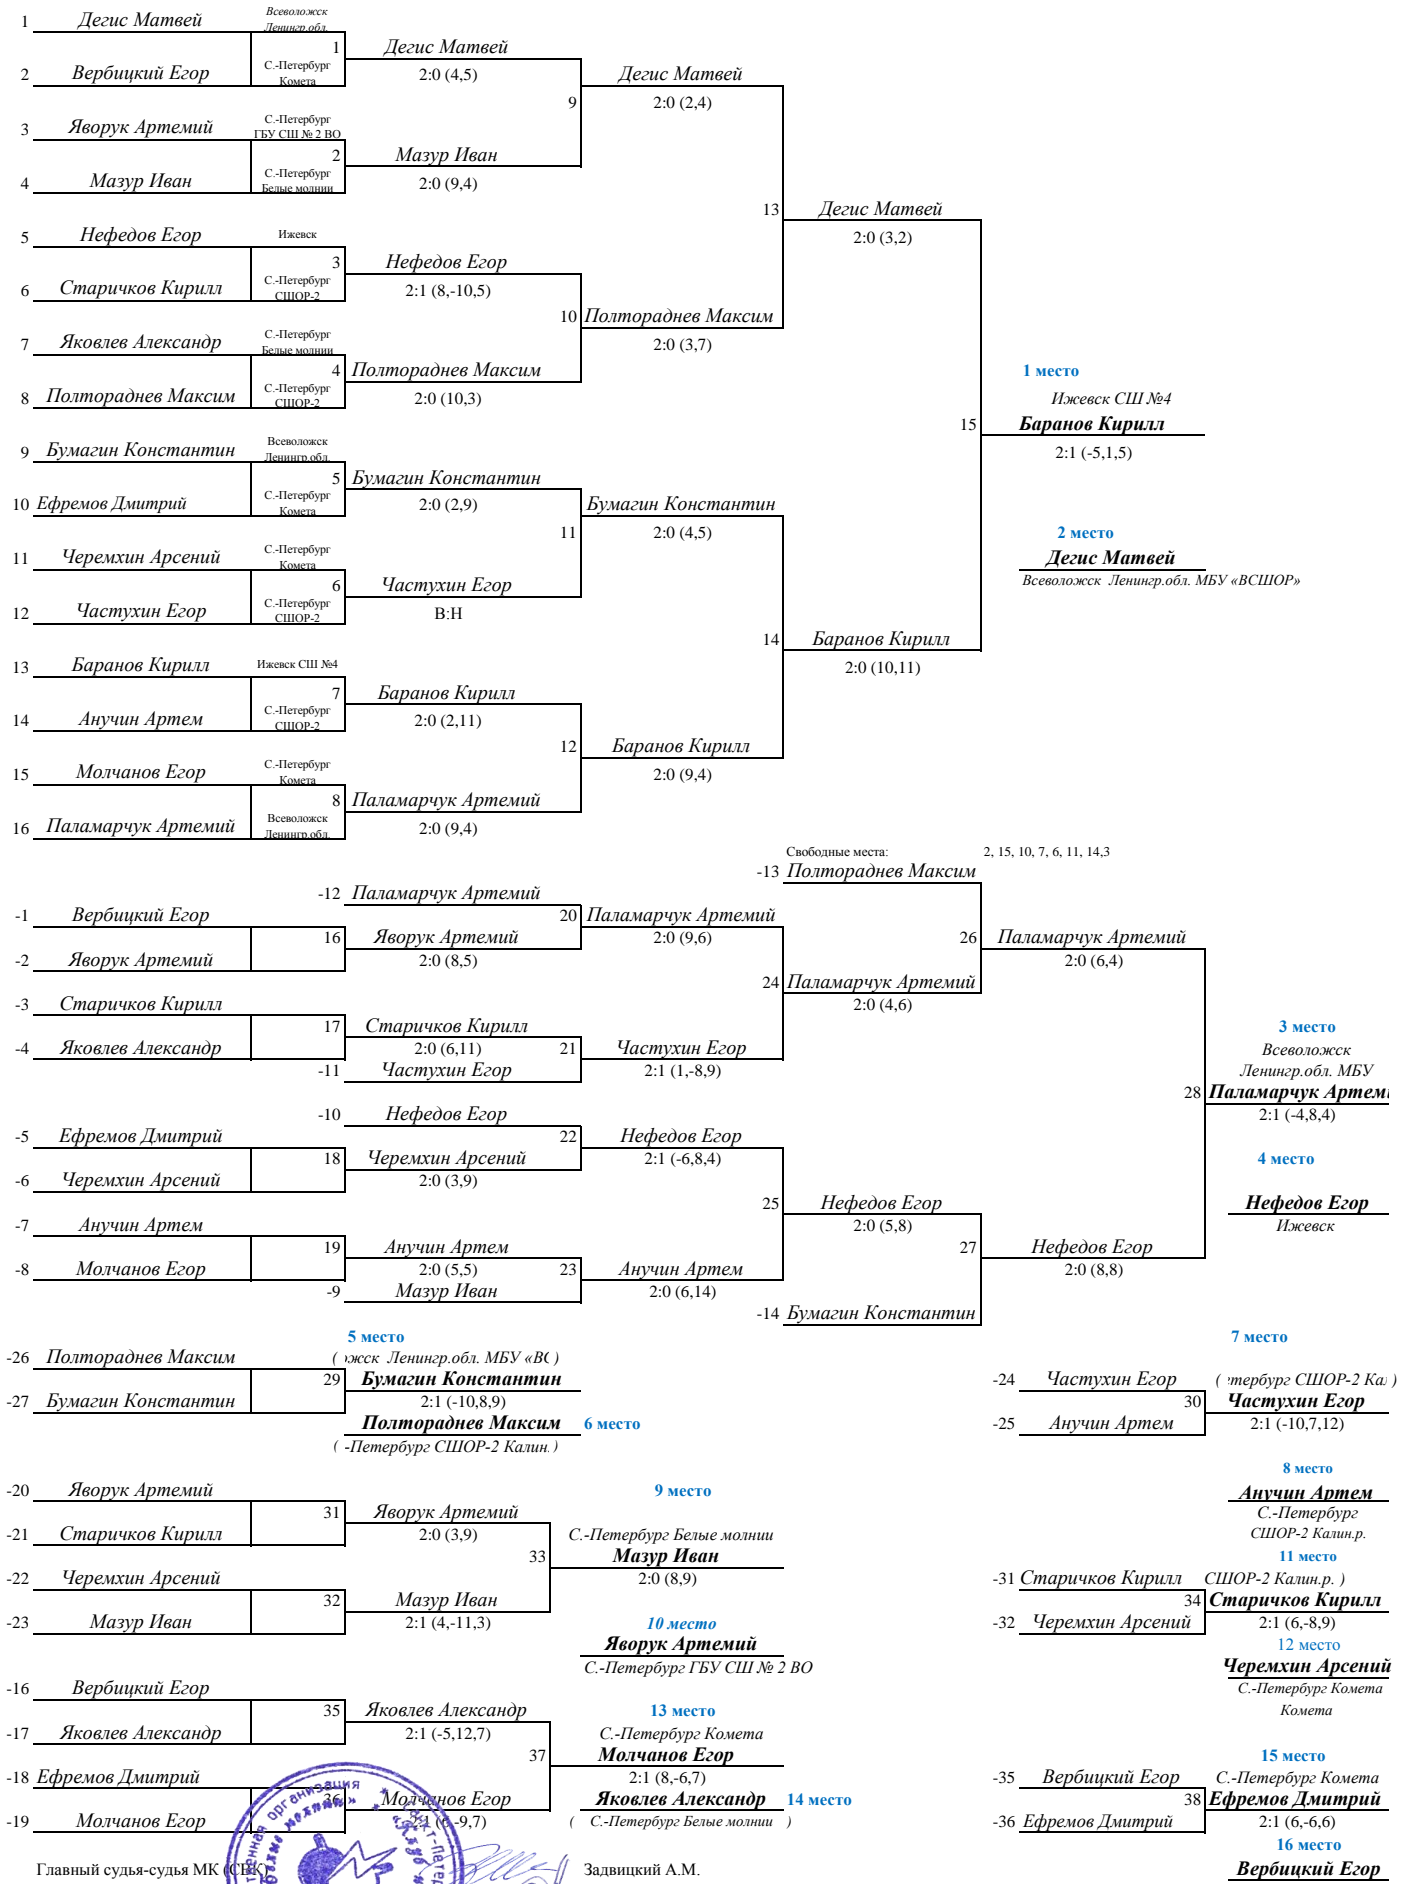 1 Дегис Матвей Всеволожск
Ленингр.обл.
1 Дегис Матвей
2 Вербицкий Егор С.-Петербург
Комета
2:0 (4,5) Дегис Матвей
9 2:0 (2,4)
3 Яворук Артемий С.-Петербург
ГБУ СШ № 2 ВО
2 Мазур Иван
4 Мазур Иван С.-Петербург
Белые молнии
2:0 (9,4)
13 Дегис Матвей
2:0 (3,2)
5 Нефедов Егор Ижевск
3 Нефедов Егор
6 Старичков Кирилл С.-Петербург
СШОР-2
2:1 (8,-10,5)
10 Полтораднев Максим
2:0 (3,7)
7 Яковлев Александр С.-Петербург
Белые молнии
4 Полтораднев Максим
8 Полтораднев Максим С.-Петербург
СШОР-2
2:0 (10,3)
1 место
Ижевск СШ №4
15 Баранов Кирилл
2:1 (-5,1,5)
9 Бумагин Константин Всеволожск
Ленингр.обл.
5 Бумагин Константин
10 Ефремов Дмитрий С.-Петербург
Комета
2:0 (2,9) Бумагин Константин
11 2:0 (4,5)
2 место
Дегис Матвей
Всеволожск Ленингр.обл. МБУ «ВСШОР»
11 Черемхин Арсений С.-Петербург
Комета
6 Частухин Егор
12 Частухин Егор С.-Петербург
СШОР-2
В:Н
14 Баранов Кирилл
2:0 (10,11)
13 Баранов Кирилл Ижевск СШ №4
7 Баранов Кирилл
14 Анучин Артем С.-Петербург
СШОР-2
2:0 (2,11)
12 Баранов Кирилл
2:0 (9,4)
15 Молчанов Егор С.-Петербург
Комета
8 Паламарчук Артемий
16 Паламарчук Артемий Всеволожск
Ленингр.обл.
2:0 (9,4)
Свободные места: 2, 15, 10, 7, 6, 11, 14,3
-13 Полтораднев Максим
-12 Паламарчук Артемий
-1 Вербицкий Егор 20 Паламарчук Артемий
16 Яворук Артемий 2:0 (9,6) 26 Паламарчук Артемий
-2 Яворук Артемий 2:0 (8,5) 2:0 (6,4)
24 Паламарчук Артемий
-3 Старичков Кирилл 2:0 (4,6)
17 Старичков Кирилл 3 место
-4 Яковлев Александр 2:0 (6,11) 21 Частухин Егор Всеволожск
-11 Частухин Егор 2:1 (1,-8,9) Ленингр.обл. МБУ
28 Паламарчук Артеми
-10 Нефедов Егор 2:1 (-4,8,4)
-5 Ефремов Дмитрий 22 Нефедов Егор
18 Черемхин Арсений 2:1 (-6,8,4) 4 место
-6 Черемхин Арсений 2:0 (3,9)
25 Нефедов Егор Нефедов Егор
-7 Анучин Артем 2:0 (5,8) Ижевск
19 Анучин Артем 27 Нефедов Егор
-8 Молчанов Егор 2:0 (5,5) 23 Анучин Артем 2:0 (8,8)
-9 Мазур Иван 2:0 (6,14)
-14 Бумагин Константин
5 место 7 место
-26 Полтораднев Максим ( ожск Ленингр.обл. МБУ «ВС )
29 Бумагин Константин -24 Частухин Егор ( етербург СШОР-2 Кал )
-27 Бумагин Константин 2:1 (-10,8,9) 30 Частухин Егор
Полтораднев Максим 6 место -25 Анучин Артем 2:1 (-10,7,12)
( -Петербург СШОР-2 Калин. )
8 место
-20 Яворук Артемий 9 место Анучин Артем
31 Яворук Артемий С.-Петербург
-21 Старичков Кирилл 2:0 (3,9) С.-Петербург Белые молнии СШОР-2 Калин.р.
33 Мазур Иван 11 место
-22 Черемхин Арсений 2:0 (8,9) -31 Старичков Кирилл СШОР-2 Калин.р. )
32 Мазур Иван 34 Старичков Кирилл
-23 Мазур Иван 2:1 (4,-11,3) 10 место -32 Черемхин Арсений 2:1 (6,-8,9)
Яворук Артемий 12 место
С.-Петербург ГБУ СШ № 2 ВО Черемхин Арсений
-16 Вербицкий Егор С.-Петербург Комета
35 Яковлев Александр 13 место Комета
-17 Яковлев Александр 2:1 (-5,12,7) С.-Петербург Комета
37 Молчанов Егор 15 место
-18 Ефремов Дмитрий 2:1 (8,-6,7) -35 Вербицкий Егор С.-Петербург Комета
36 Молчанов Егор Яковлев Александр 14 место 38 Ефремов Дмитрий
-19 Молчанов Егор -9,7) ( С.-Петербург Белые молнии ) -36 Ефремов Дмитрий 2:1 (6,-6,6)
16 место
Главный судья-судья МК (СВК) Задвицкий А.М. Вербицкий Егор